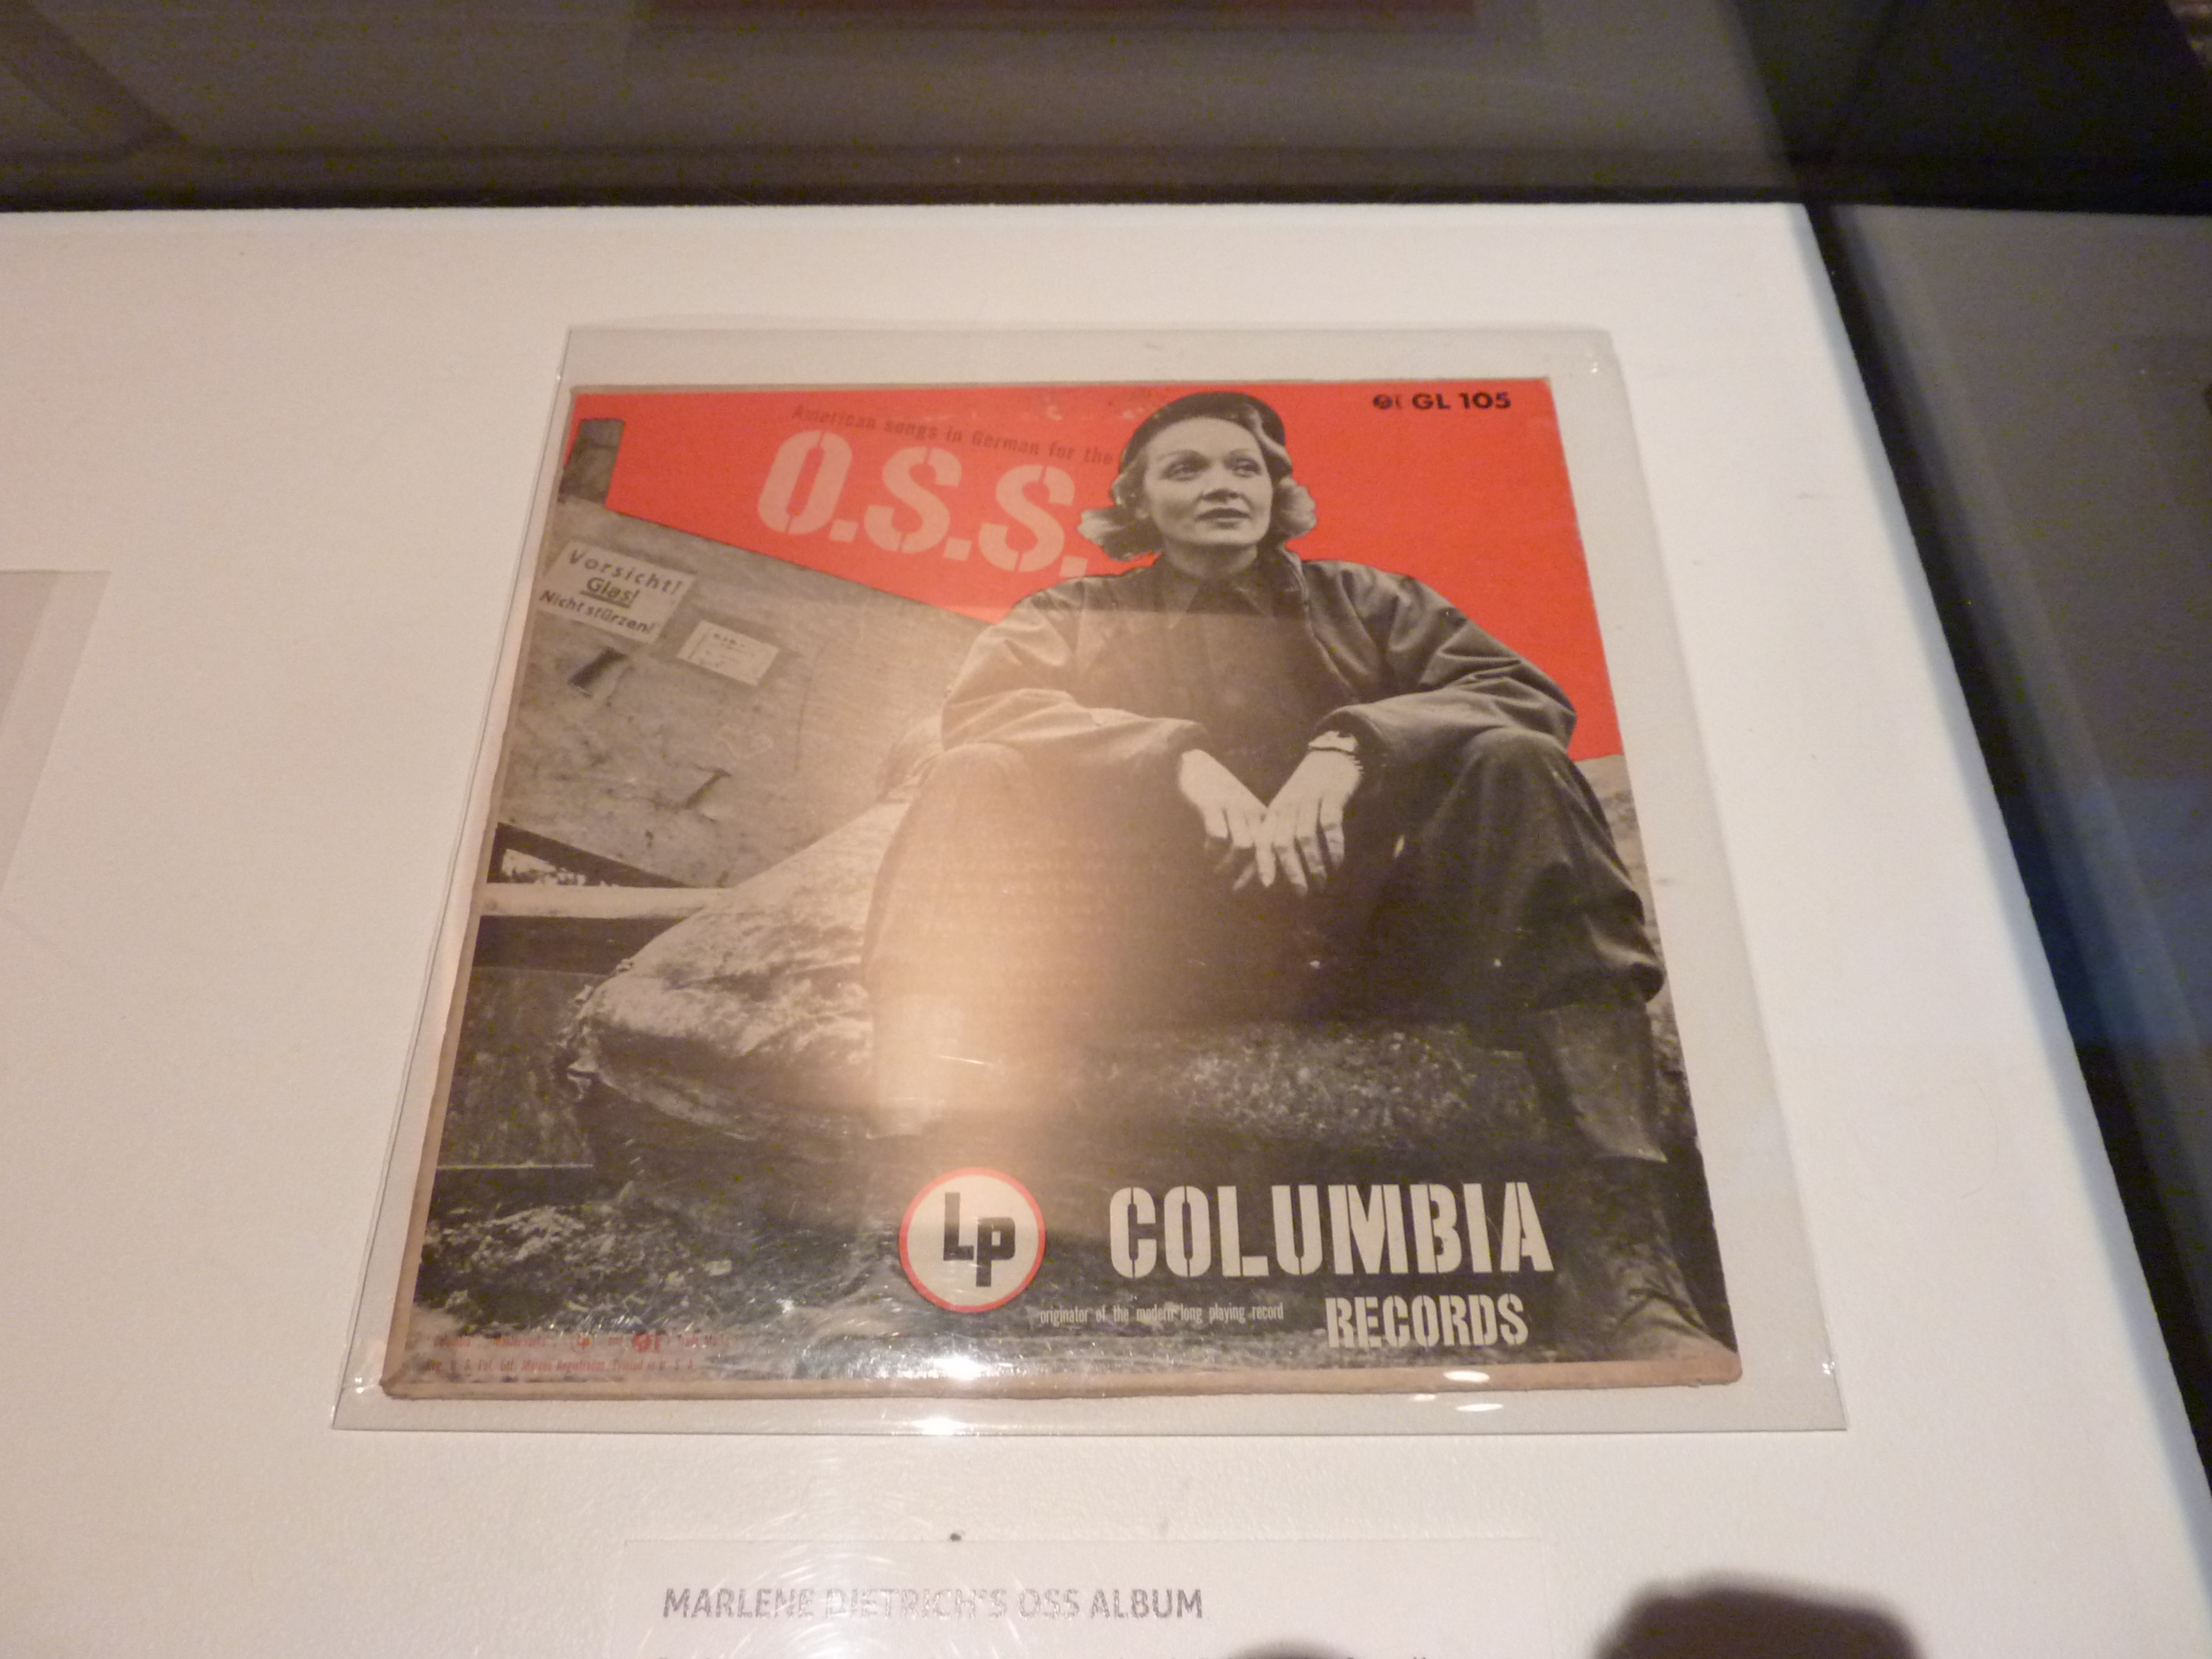 GL 105
American songs in German for the
O.S.S.
Vorsicht!
Glas!
Nicht stürzen!
Lp
COLUMBIA
originator of the modern long playing record
RECORDS
MARLENE DIETRICH'S OSS ALBUM